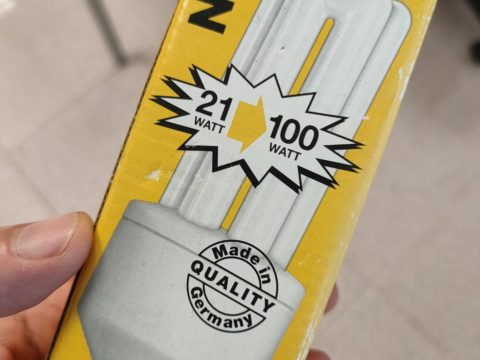 N
21 100
WATT WATT
Made in
QUALITY
Germany